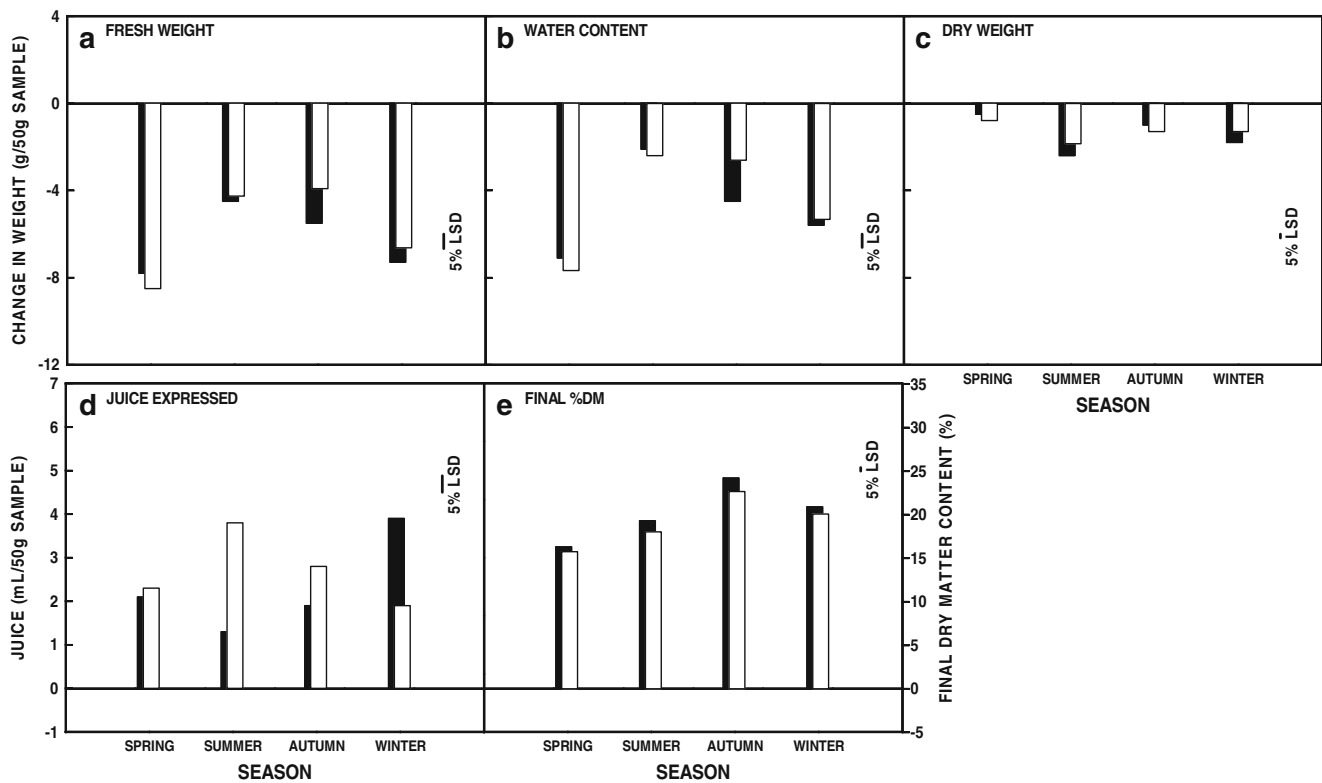 a FRESH WEIGHT
b WATER CONTENT
c DRY WEIGHT
CHANGE IN WEIGHT (g/50g SAMPLE)
4
0
-4
-8
-12
5% LSD
5% LSD
5% LSD
SPRING SUMMER AUTUMN WINTER
SEASON
d JUICE EXPRESSED
e FINAL %DM
JUICE (mL/50g SAMPLE)
7
6
5
4
3
2
1
0
-1
5% LSD
5% LSD
35
30
25
20
15
10
5
0
-5
FINAL DRY MATTER CONTENT (%)
SPRING SUMMER AUTUMN WINTER
SPRING SUMMER AUTUMN WINTER
SEASON
SEASON